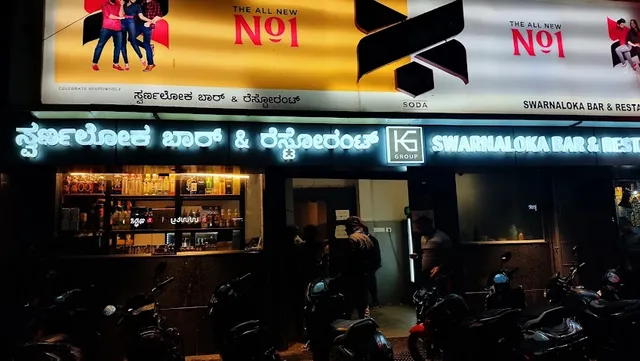 THE ALL NEW
No1
THE ALL NEW
No1
CELEBRATE RESPONSIBLY
ಸ್ವರ್ಣಲೋಕ ಬಾರ್ & ರೆಸ್ಟೋರಂಟ್
SODA
SWARNALOKA BAR & RESTA
ಸ್ವರ್ಣಲೋಕ ಬಾರ್ & ರೆಸ್ಟೋರಂಟ್
KG
GROUP
SWARNALOKA BAR & REST